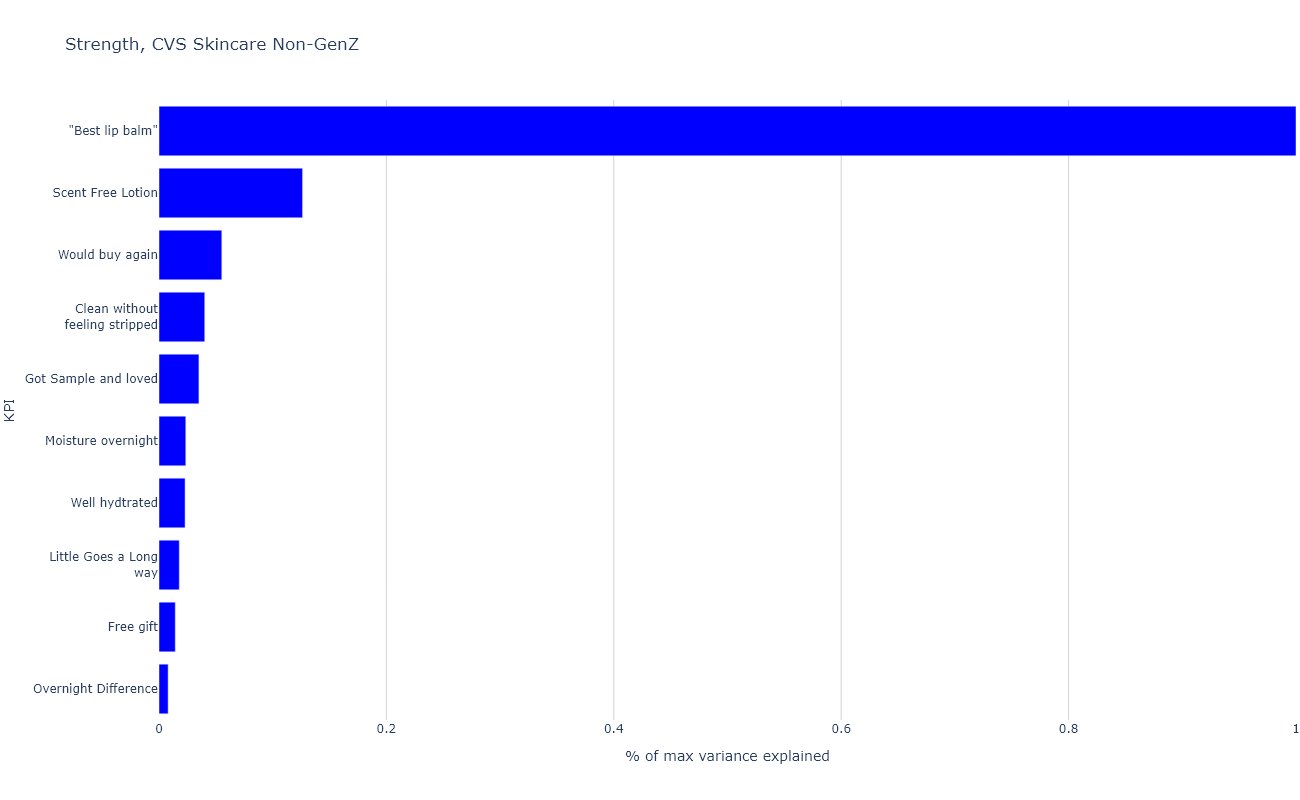 Strength, CVS Skincare Non-GenZ
"Best lip balm"
Scent Free Lotion
Would buy again
Clean without
feeling stripped
Got Sample and loved
Moisture overnight
Well hydtrated
Little Goes a Long
way
Free gift
Overnight Difference
KPI
0 0.2 0.4 0.6 0.8 1
% of max variance explained